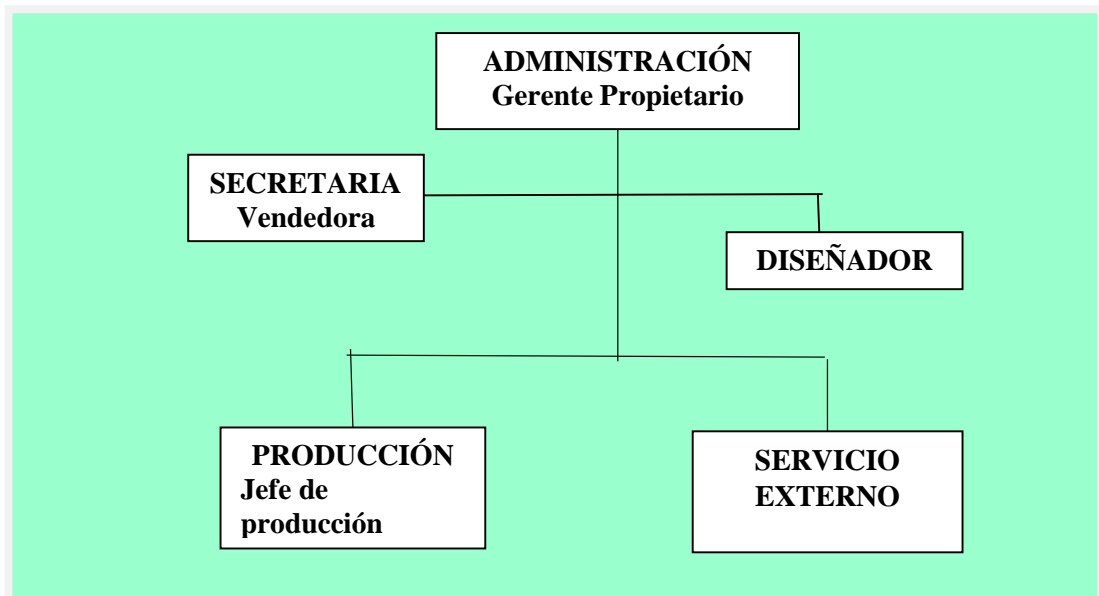 ADMINISTRACIÓN
Gerente Propietario
SECRETARIA
Vendedora
DISEÑADOR
PRODUCCIÓN
Jefe de
producción
SERVICIO
EXTERNO